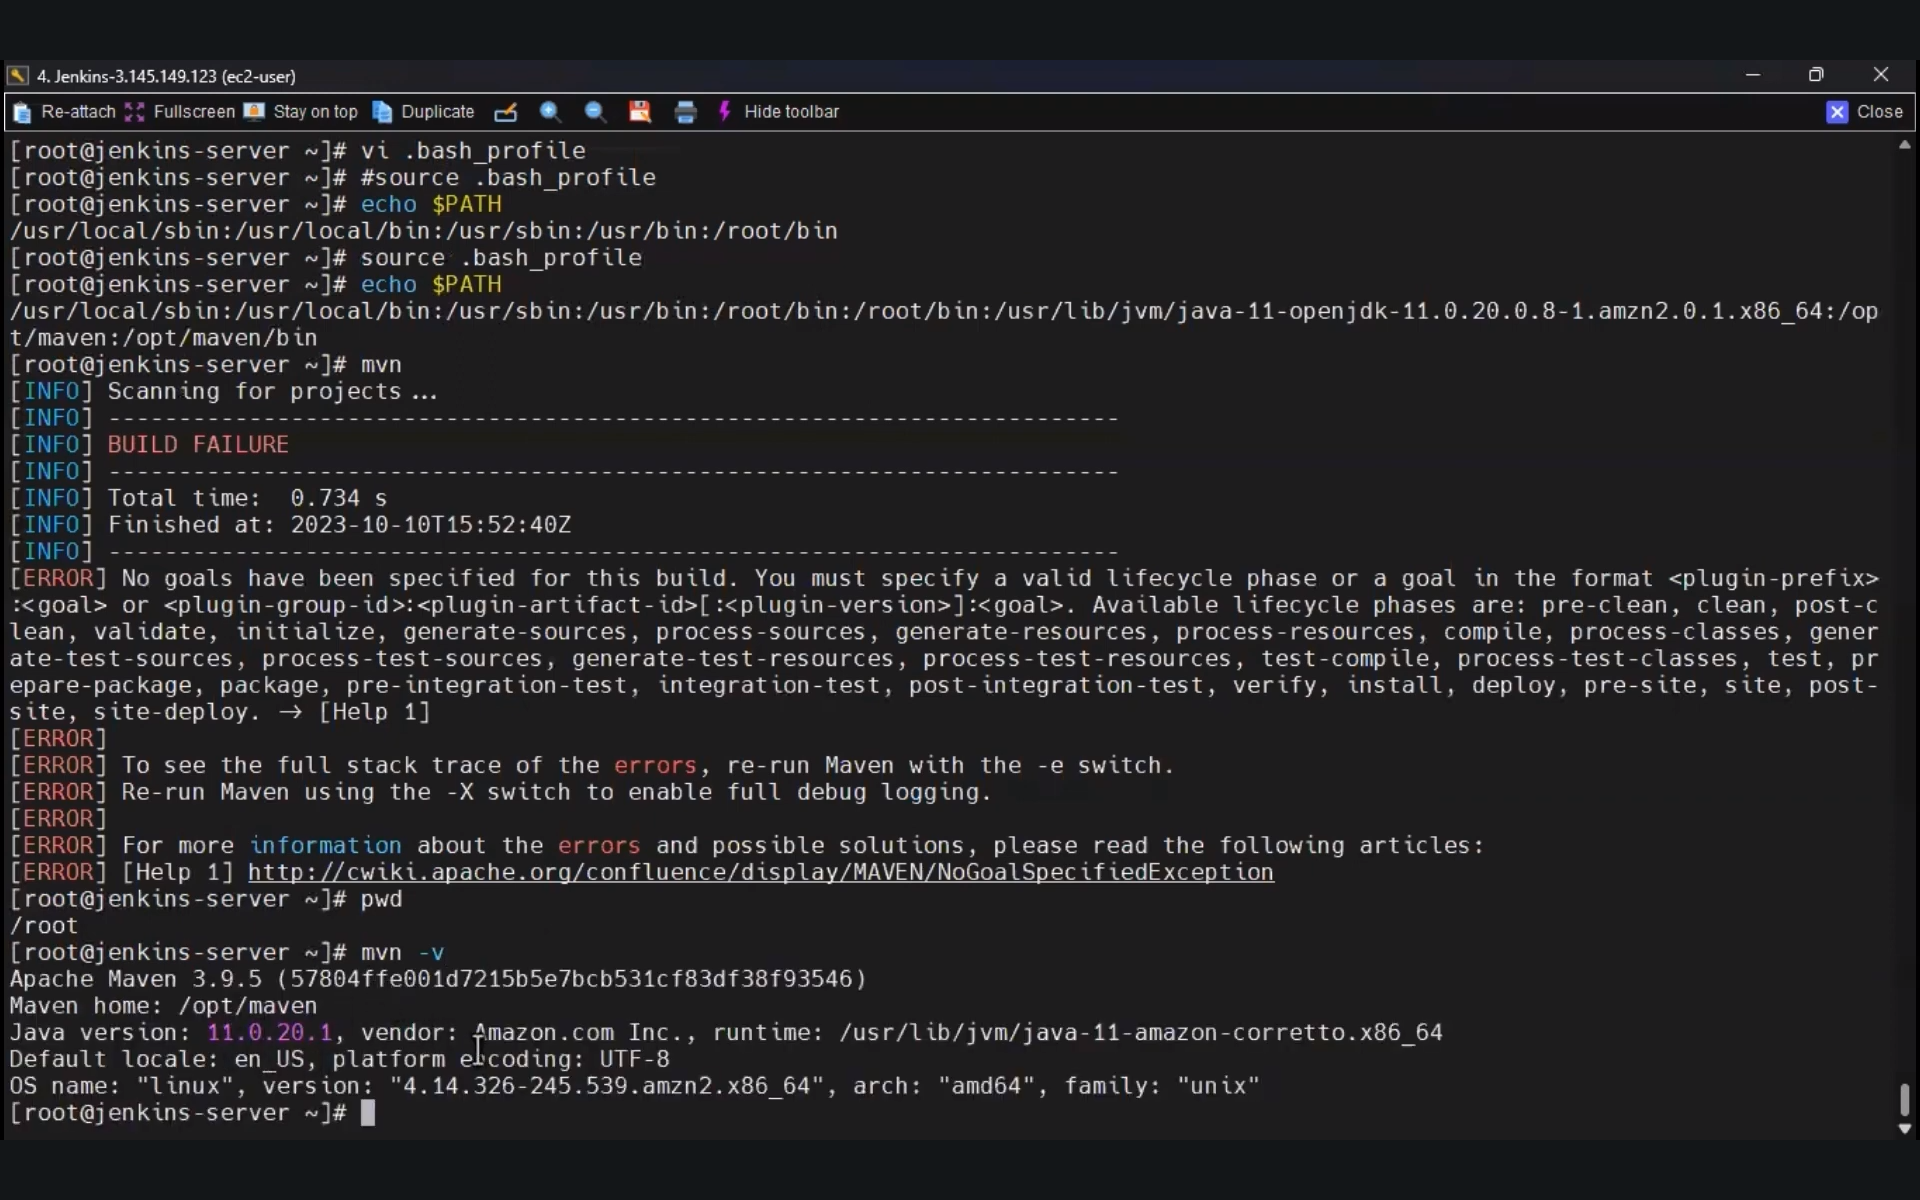 4. Jenkins-3.145.149.123 (ec2-user)
Re-attach Fullscreen Stay on top Duplicate Hide toolbar Close
[root@jenkins-server ~]# vi .bash_profile
[root@jenkins-server ~]# #source .bash_profile
[root@jenkins-server ~]# echo $PATH
/usr/local/sbin:/usr/local/bin:/usr/sbin:/usr/bin:/root/bin
[root@jenkins-server ~]# source .bash_profile
[root@jenkins-server ~]# echo $PATH
/usr/local/sbin:/usr/local/bin:/usr/sbin:/usr/bin:/root/bin:/root/bin:/usr/lib/jvm/java-11-openjdk-11.0.20.0.8-1.amzn2.0.1.x86_64:/op
t/maven:/opt/maven/bin
[root@jenkins-server ~]# mvn
[INFO] Scanning for projects...
[INFO] ------------------------------------------------------------------------
[INFO] BUILD FAILURE
[INFO] ------------------------------------------------------------------------
[INFO] Total time:  0.734 s
[INFO] Finished at: 2023-10-10T15:52:40Z
[INFO] ------------------------------------------------------------------------
[ERROR] No goals have been specified for this build. You must specify a valid lifecycle phase or a goal in the format <plugin-prefix>
:<goal> or <plugin-group-id>:<plugin-artifact-id>[:<plugin-version>]:<goal>. Available lifecycle phases are: pre-clean, clean, post-c
lean, validate, initialize, generate-sources, process-sources, generate-resources, process-resources, compile, process-classes, gener
ate-test-sources, process-test-sources, generate-test-resources, process-test-resources, test-compile, process-test-classes, test, pr
epare-package, package, pre-integration-test, integration-test, post-integration-test, verify, install, deploy, pre-site, site, post-
site, site-deploy. → [Help 1]
[ERROR]
[ERROR] To see the full stack trace of the errors, re-run Maven with the -e switch.
[ERROR] Re-run Maven using the -X switch to enable full debug logging.
[ERROR]
[ERROR] For more information about the errors and possible solutions, please read the following articles:
[ERROR] [Help 1] http://cwiki.apache.org/confluence/display/MAVEN/NoGoalSpecifiedException
[root@jenkins-server ~]# pwd
/root
[root@jenkins-server ~]# mvn -v
Apache Maven 3.9.5 (57804ffe001d7215b5e7bcb531cf83df38f93546)
Maven home: /opt/maven
Java version: 11.0.20.1, vendor: Amazon.com Inc., runtime: /usr/lib/jvm/java-11-amazon-corretto.x86_64
Default locale: en_US, platform encoding: UTF-8
OS name: "linux", version: "4.14.326-245.539.amzn2.x86_64", arch: "amd64", family: "unix"
[root@jenkins-server ~]#